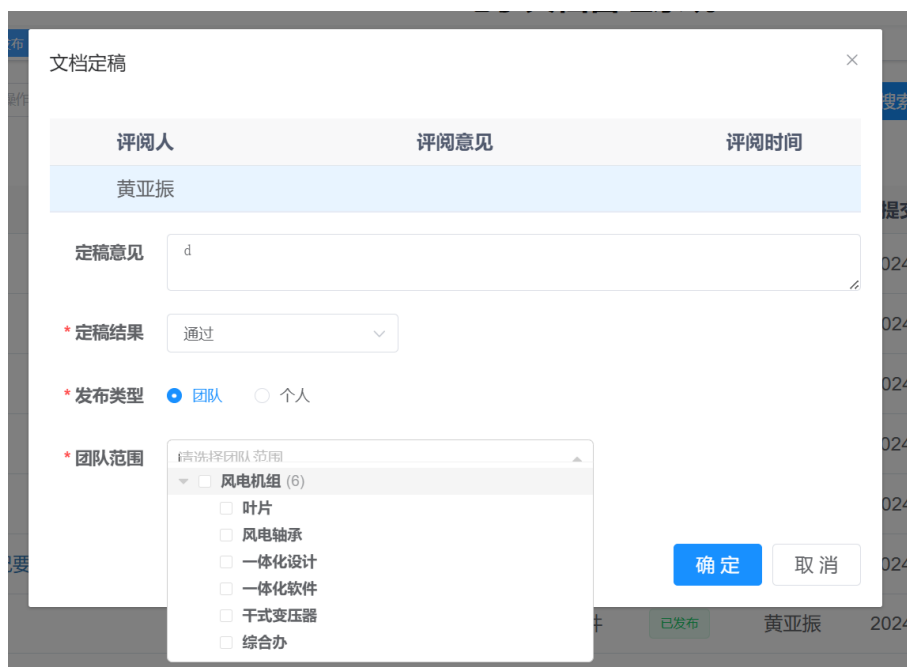 文档定稿
评阅人 评阅意见 评阅时间
黄亚振
定稿意见 d
* 定稿结果 通过
* 发布类型 团队 个人
* 团队范围 请选择团队范围
风电机组 (6)
叶片
风电轴承
一体化设计
一体化软件
干式变压器
综合办
确定 取消
已发布 黄亚振 2024